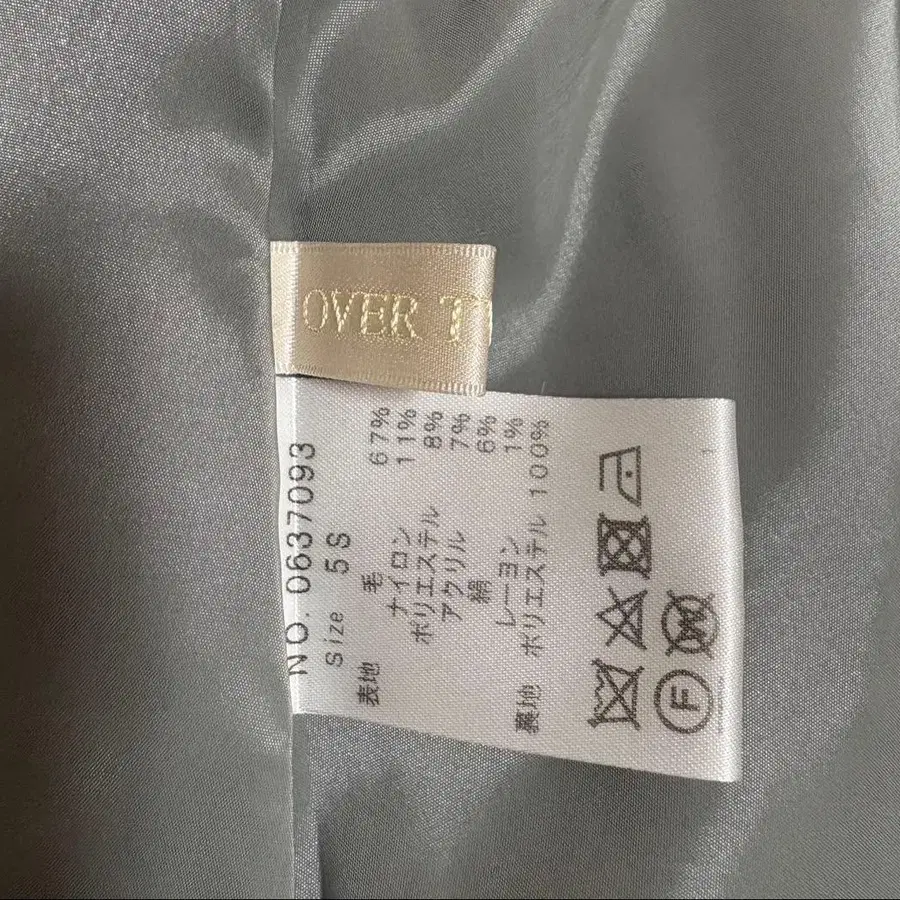 OVER T
NO. 0637093
Size 5S
表地 毛 67%
ナイロン 11%
ポリエステル 8%
アクリル 7%
絹 6%
レーヨン 1%
裏地 ポリエステル 100%
F W